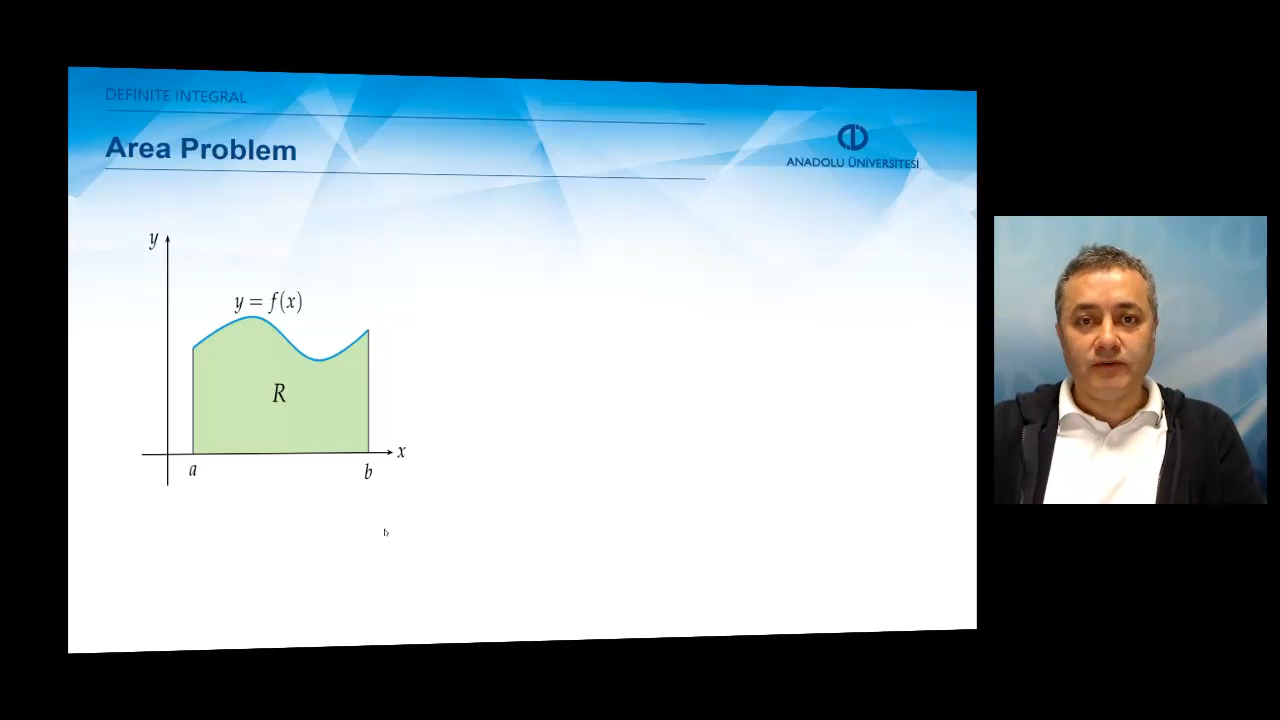 DEFINITE INTEGRAL
Area Problem
ANADOLU ÜNİVERSİTESİ
y
y = f(x)
R
x
a
b